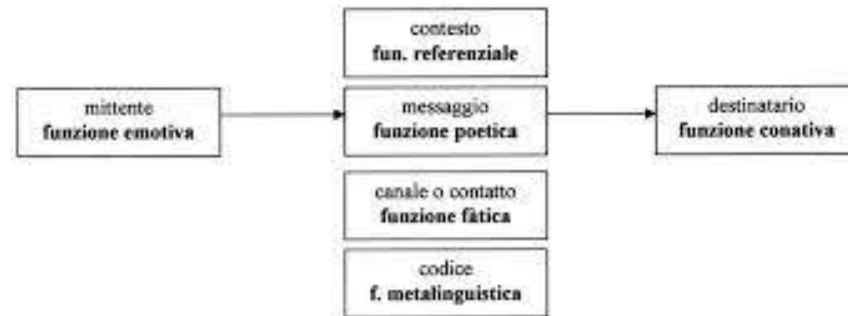 contesto
fun. referenziale
mittente
funzione emotiva
messaggio
funzione poetica
destinatario
funzione conativa
canale o contatto
funzione fàtica
codice
f. metalinguistica